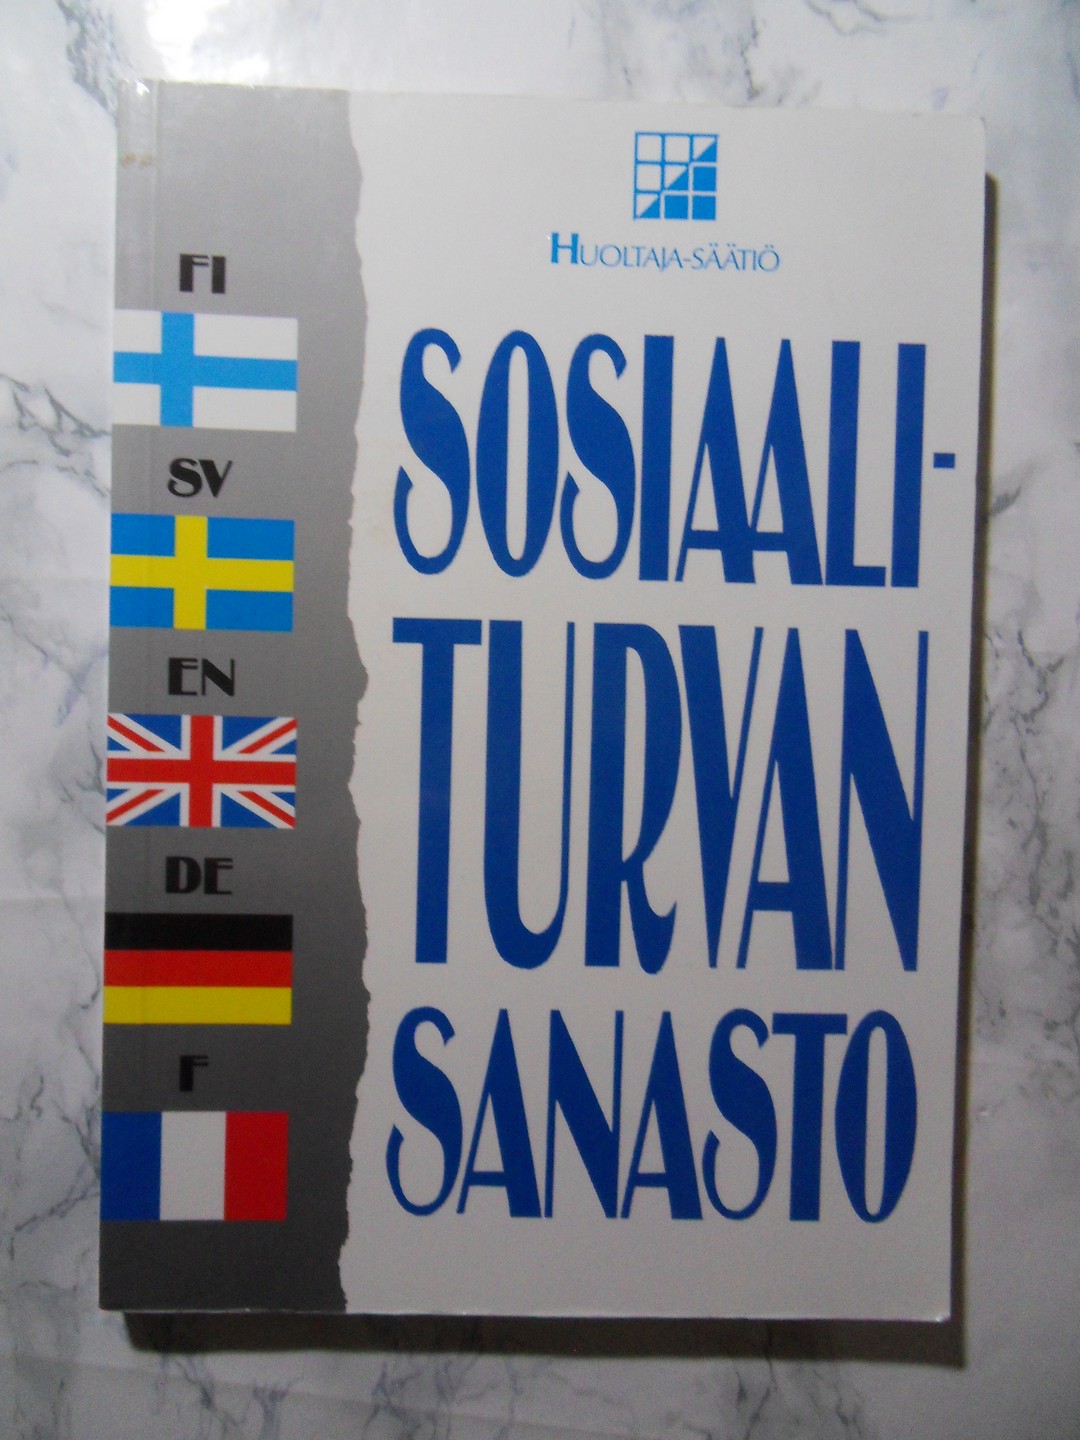 HUOLTAJA-SÄÄTIÖ
SOSIAALI-
TURVAN
SANASTO
FI
SV
EN
DE
F